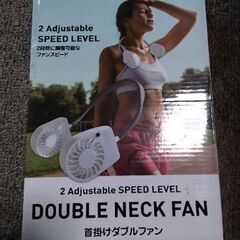 2 Adjustable
SPEED LEVEL
2段階に調整可能な
ファンスピード
2 Adjustable SPEED LEVEL
DOUBLE NECK FAN
首掛けダブルファン